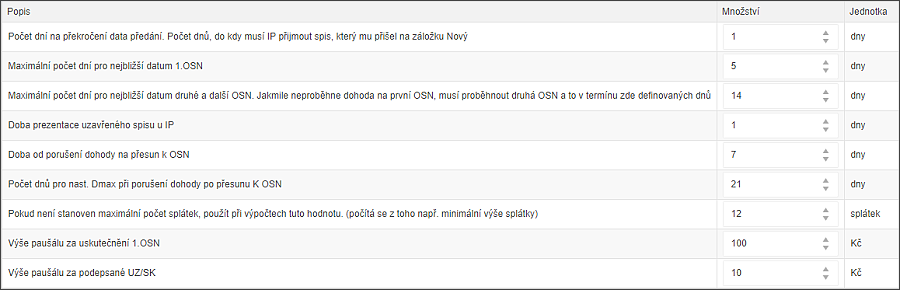 Popis Množství Jednotka
Počet dní na překročení data předání. Počet dnů, do kdy musí IP přijmout spis, který mu přišel na záložku Nový 1 dny
Maximální počet dní pro nejbližší datum 1.OSN 5 dny
Maximální počet dní pro nejbližší datum druhé a další OSN. Jakmile neproběhne dohoda na první OSN, musí proběhnout druhá OSN a to v termínu zde definovaných dnů 14 dny
Doba prezentace uzavřeného spisu u IP 1 dny
Doba od porušení dohody na přesun k OSN 7 dny
Počet dnů pro nast. Dmax při porušení dohody po přesunu K OSN 21 dny
Pokud není stanoven maximální počet splátek, použít při výpočtech tuto hodnotu. (počítá se z toho např. minimální výše splátky) 12 splátek
Výše paušálu za uskutečnění 1.OSN 100 Kč
Výše paušálu za podepsané UZ/SK 10 Kč